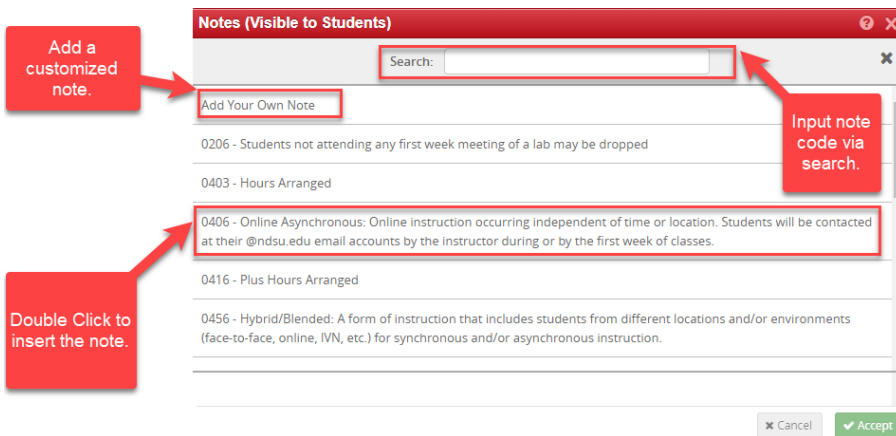 Notes (Visible to Students)
Add a
customized
note.
Search:
Add Your Own Note
Input note
code via
search.
0206 - Students not attending any first week meeting of a lab may be dropped
0403 - Hours Arranged
0406 - Online Asynchronous: Online instruction occurring independent of time or location. Students will be contacted
at their @ndsu.edu email accounts by the instructor during or by the first week of classes.
0416 - Plus Hours Arranged
Double Click to
insert the note.
0456 - Hybrid/Blended: A form of instruction that includes students from different locations and/or environments
(face-to-face, online, IVN, etc.) for synchronous and/or asynchronous instruction.
Cancel
Accept